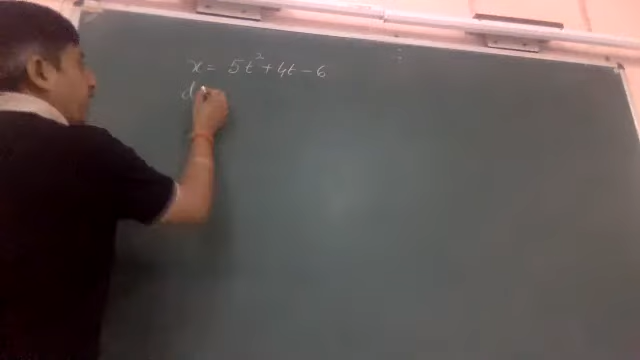 x = 5t² + 4t - 6
d